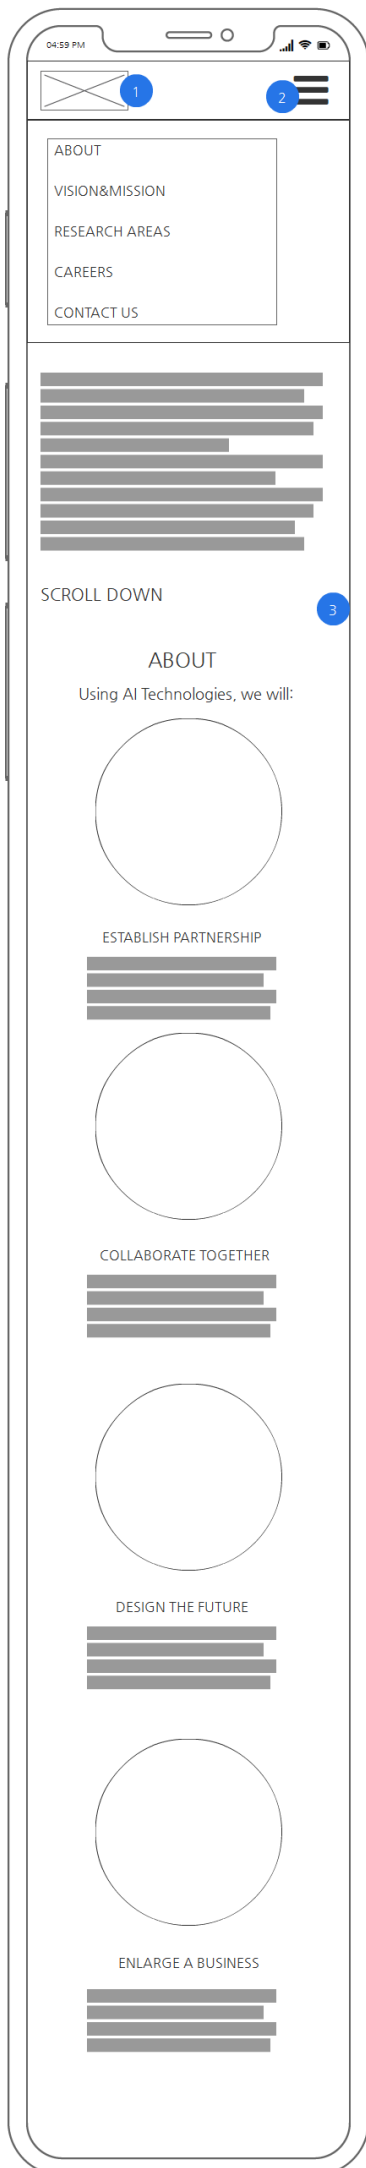 04:59 PM
1
2
ABOUT
VISION&MISSION
RESEARCH AREAS
CAREERS
CONTACT US
SCROLL DOWN
3
ABOUT
Using AI Technologies, we will:
ESTABLISH PARTNERSHIP
COLLABORATE TOGETHER
DESIGN THE FUTURE
ENLARGE A BUSINESS